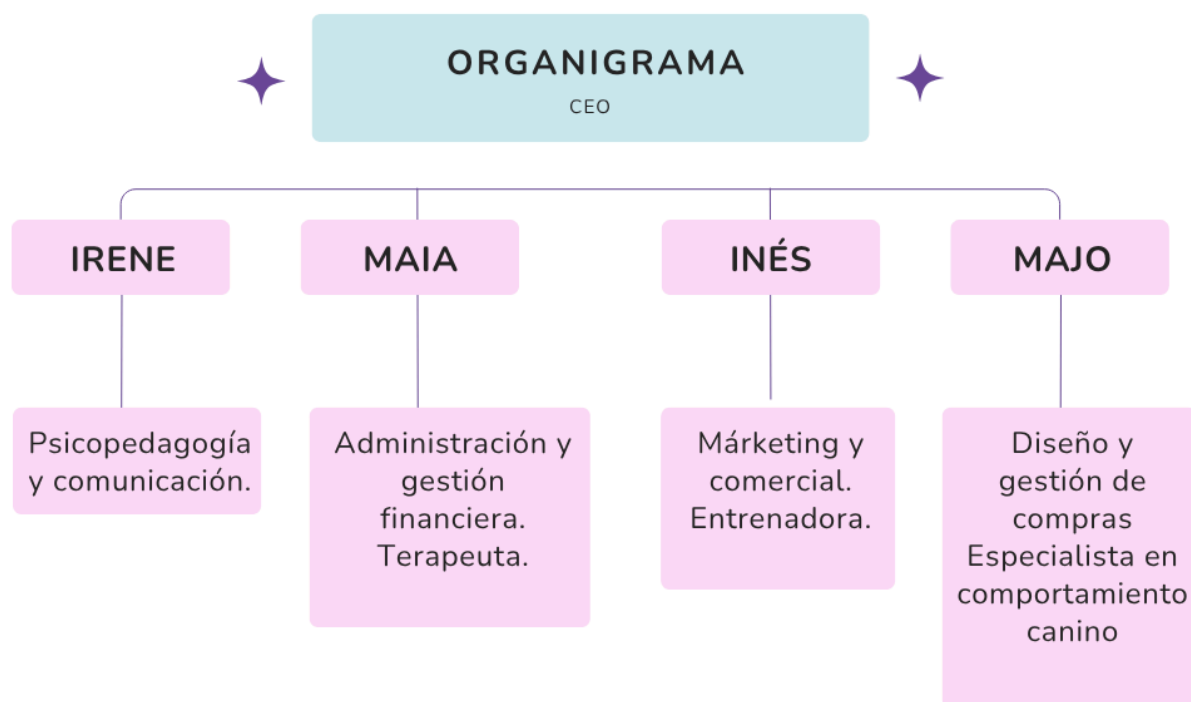 ORGANIGRAMA
CEO
IRENE
MAIA
INÉS
MAJO
Psicopedagogía
y comunicación.
Administración y
gestión
financiera.
Terapeuta.
Márketing y
comercial.
Entrenadora.
Diseño y
gestión de
compras
Especialista en
comportamiento
canino